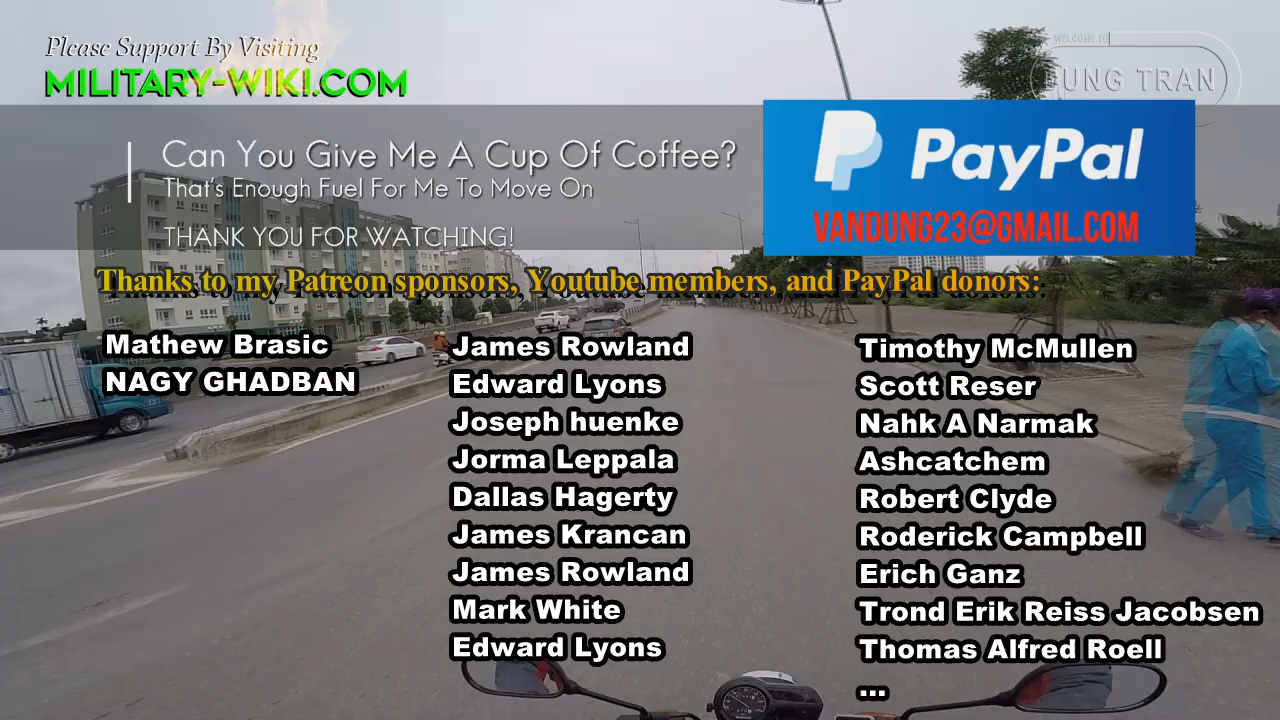 Please Support By Visiting
MILITARY-WIKI.COM
WELCOME TO
DUNG TRAN
Can You Give Me A Cup Of Coffee?
That's Enough Fuel For Me To Move On
THANK YOU FOR WATCHING!
PayPal
VANDUNG23@GMAIL.COM
Thanks to my Patreon sponsors, Youtube members, and PayPal donors:
Mathew Brasic
NAGY GHADBAN
James Rowland
Edward Lyons
Joseph huenke
Jorma Leppala
Dallas Hagerty
James Krancan
James Rowland
Mark White
Edward Lyons
Timothy McMullen
Scott Reser
Nahk A Narmak
Ashcatchem
Robert Clyde
Roderick Campbell
Erich Ganz
Trond Erik Reiss Jacobsen
Thomas Alfred Roell
...